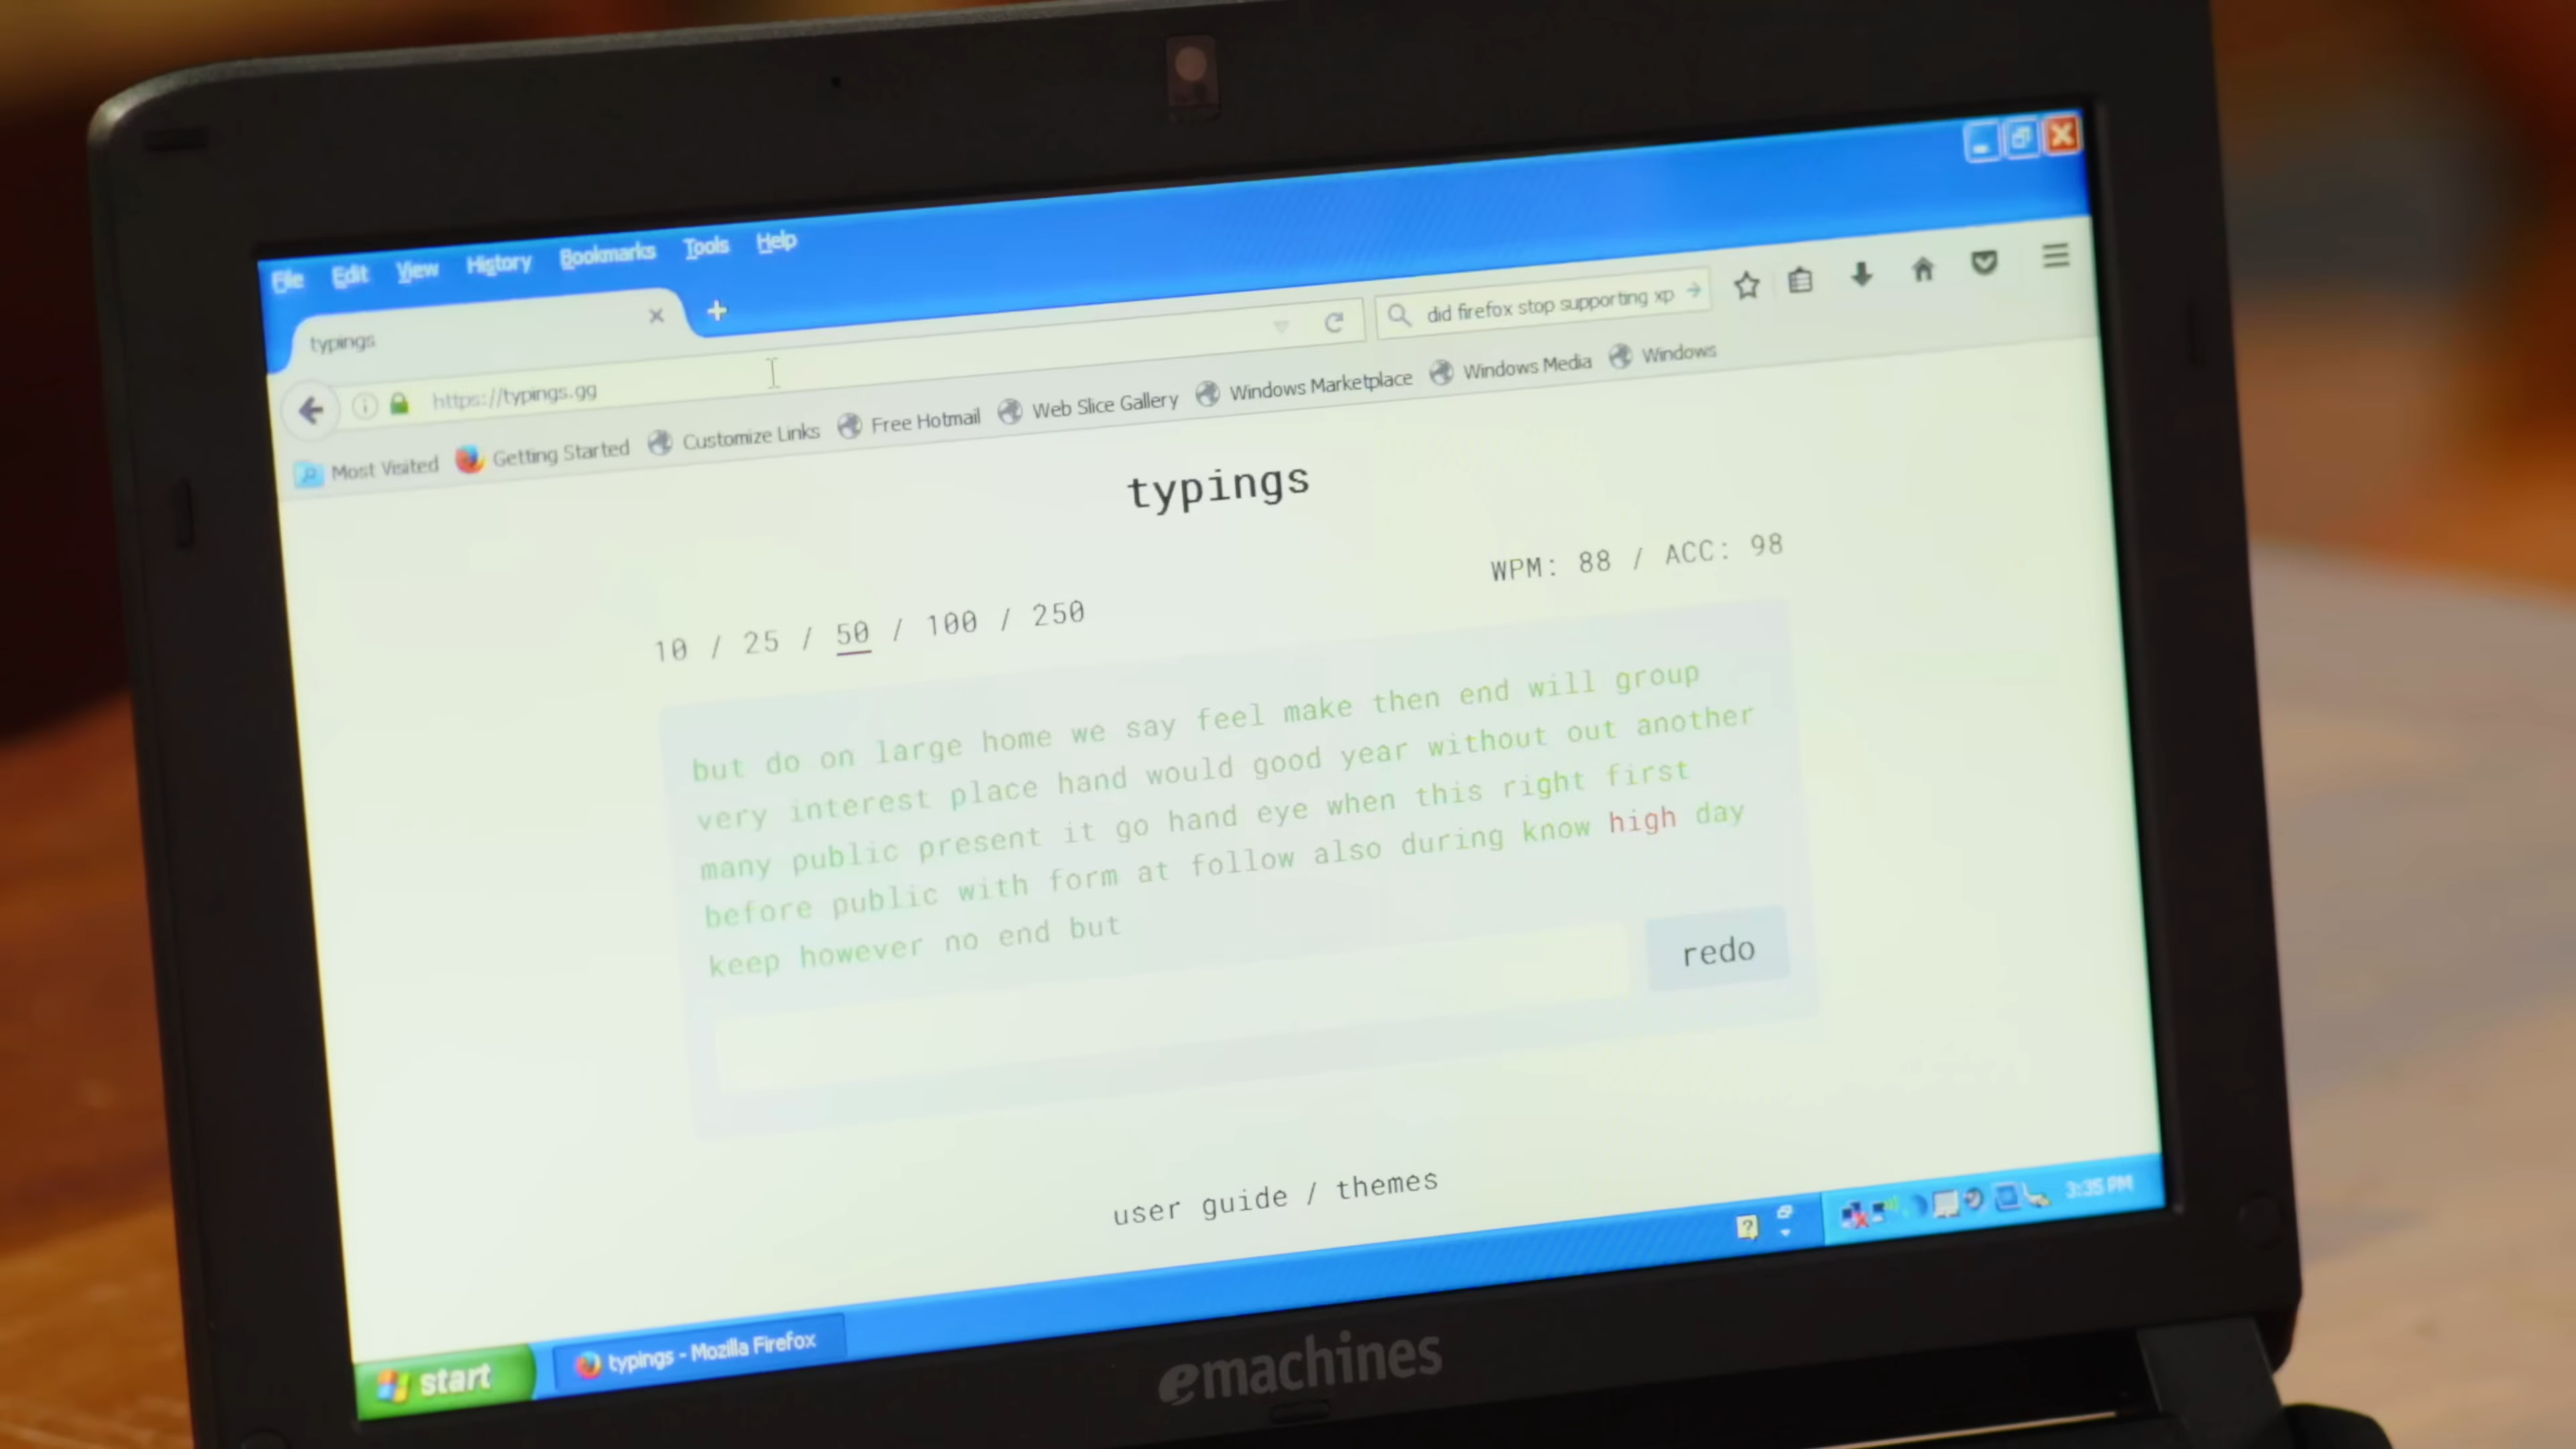 File Edit View History Bookmarks Tools Help
typings
https://typings.gg
did firefox stop supporting xp
Most Visited Getting Started Customize Links Free Hotmail Web Slice Gallery Windows Marketplace Windows Media Windows
typings
10 / 25 / 50 / 100 / 250
WPM: 88 / ACC: 98
but do on large home we say feel make then end will group
very interest place hand would good year without out another
many public present it go hand eye when this right first
before public with form at follow also during know high day
keep however no end but
redo
user guide / themes
start
typings - Mozilla Firefox
3:35 PM
emachines